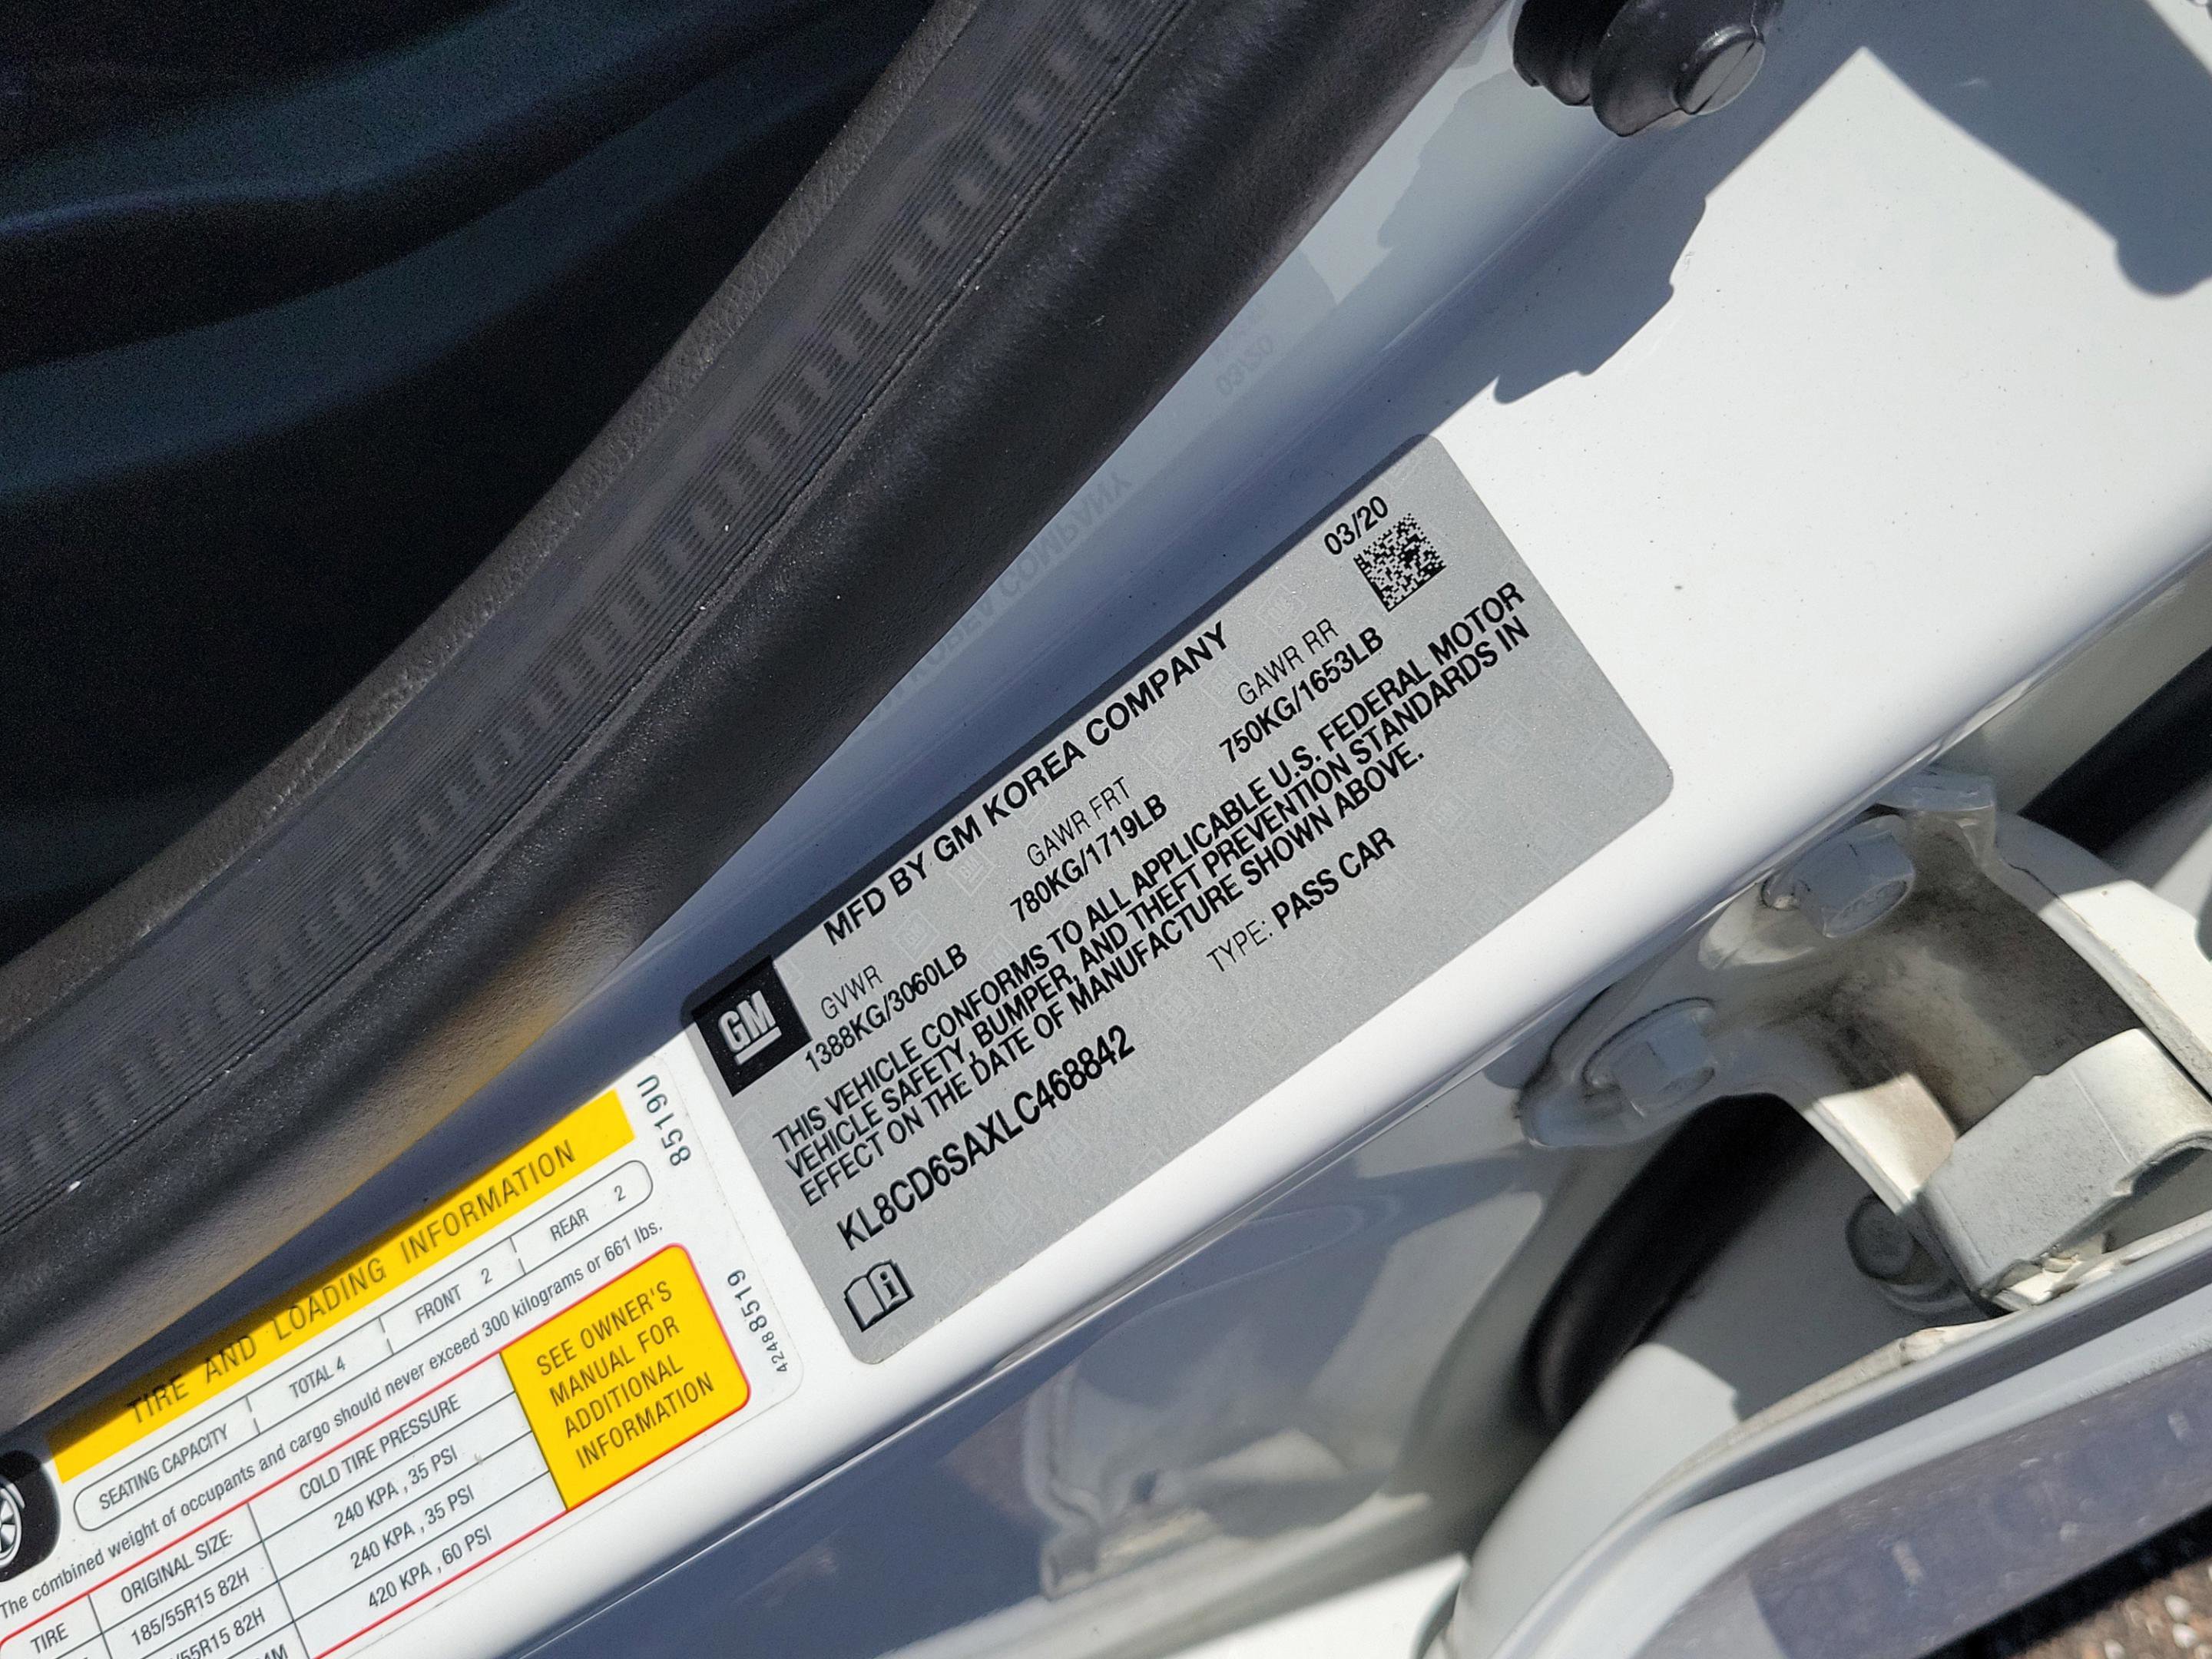 GM
MFD BY GM KOREA COMPANY
03/20
GVWR GAWR FRT GAWR RR
1388KG/3060LB 780KG/1719LB 750KG/1653LB
THIS VEHICLE CONFORMS TO ALL APPLICABLE U.S. FEDERAL MOTOR
VEHICLE SAFETY, BUMPER, AND THEFT PREVENTION STANDARDS IN
EFFECT ON THE DATE OF MANUFACTURE SHOWN ABOVE.
KL8CD6SAXLC468842
TYPE: PASS CAR
8519U
TIRE AND LOADING INFORMATION
SEATING CAPACITY TOTAL 4 FRONT 2 REAR 2
The combined weight of occupants and cargo should never exceed 300 kilograms or 661 lbs.
TIRE ORIGINAL SIZE COLD TIRE PRESSURE
185/55R15 82H 240 KPA , 35 PSI
/55R15 82H 240 KPA , 35 PSI
420 KPA , 60 PSI
SEE OWNER'S
MANUAL FOR
ADDITIONAL
INFORMATION
42488519